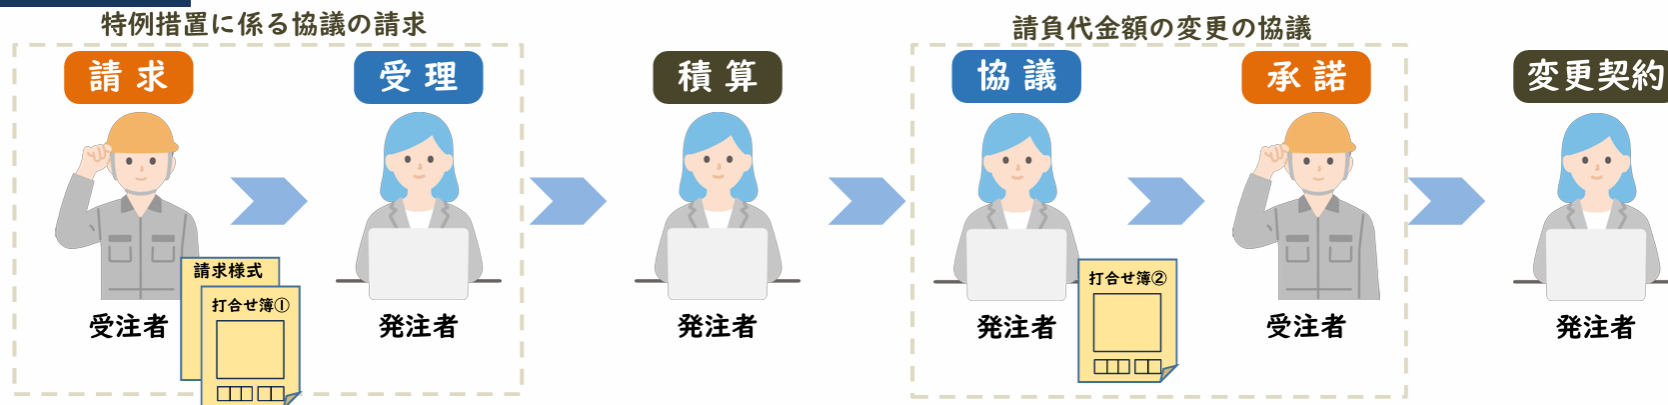 特例措置に係る協議の請求
請求
受理
請求様式
打合せ簿①
受注者
発注者
積算
発注者
請負代金額の変更の協議
協議
承諾
打合せ簿②
発注者
受注者
変更契約
発注者